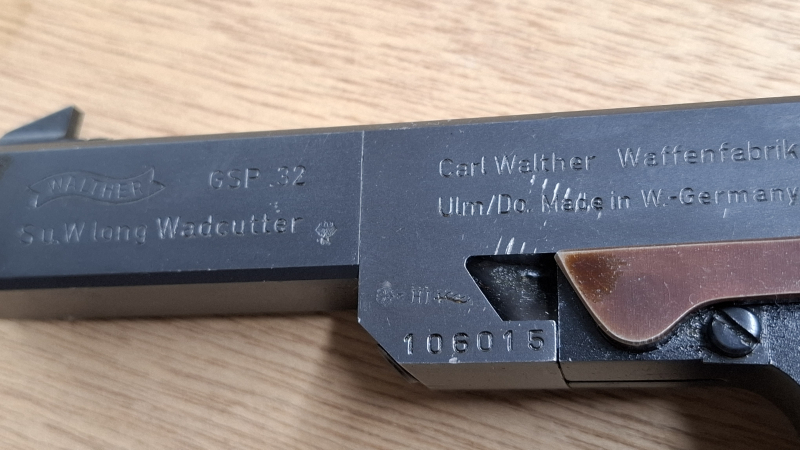 WALTHER
GSP .32
S u. W long Wadcutter
Carl Walther Waffenfabrik
Ulm/Do. Made in W.-Germany
106015